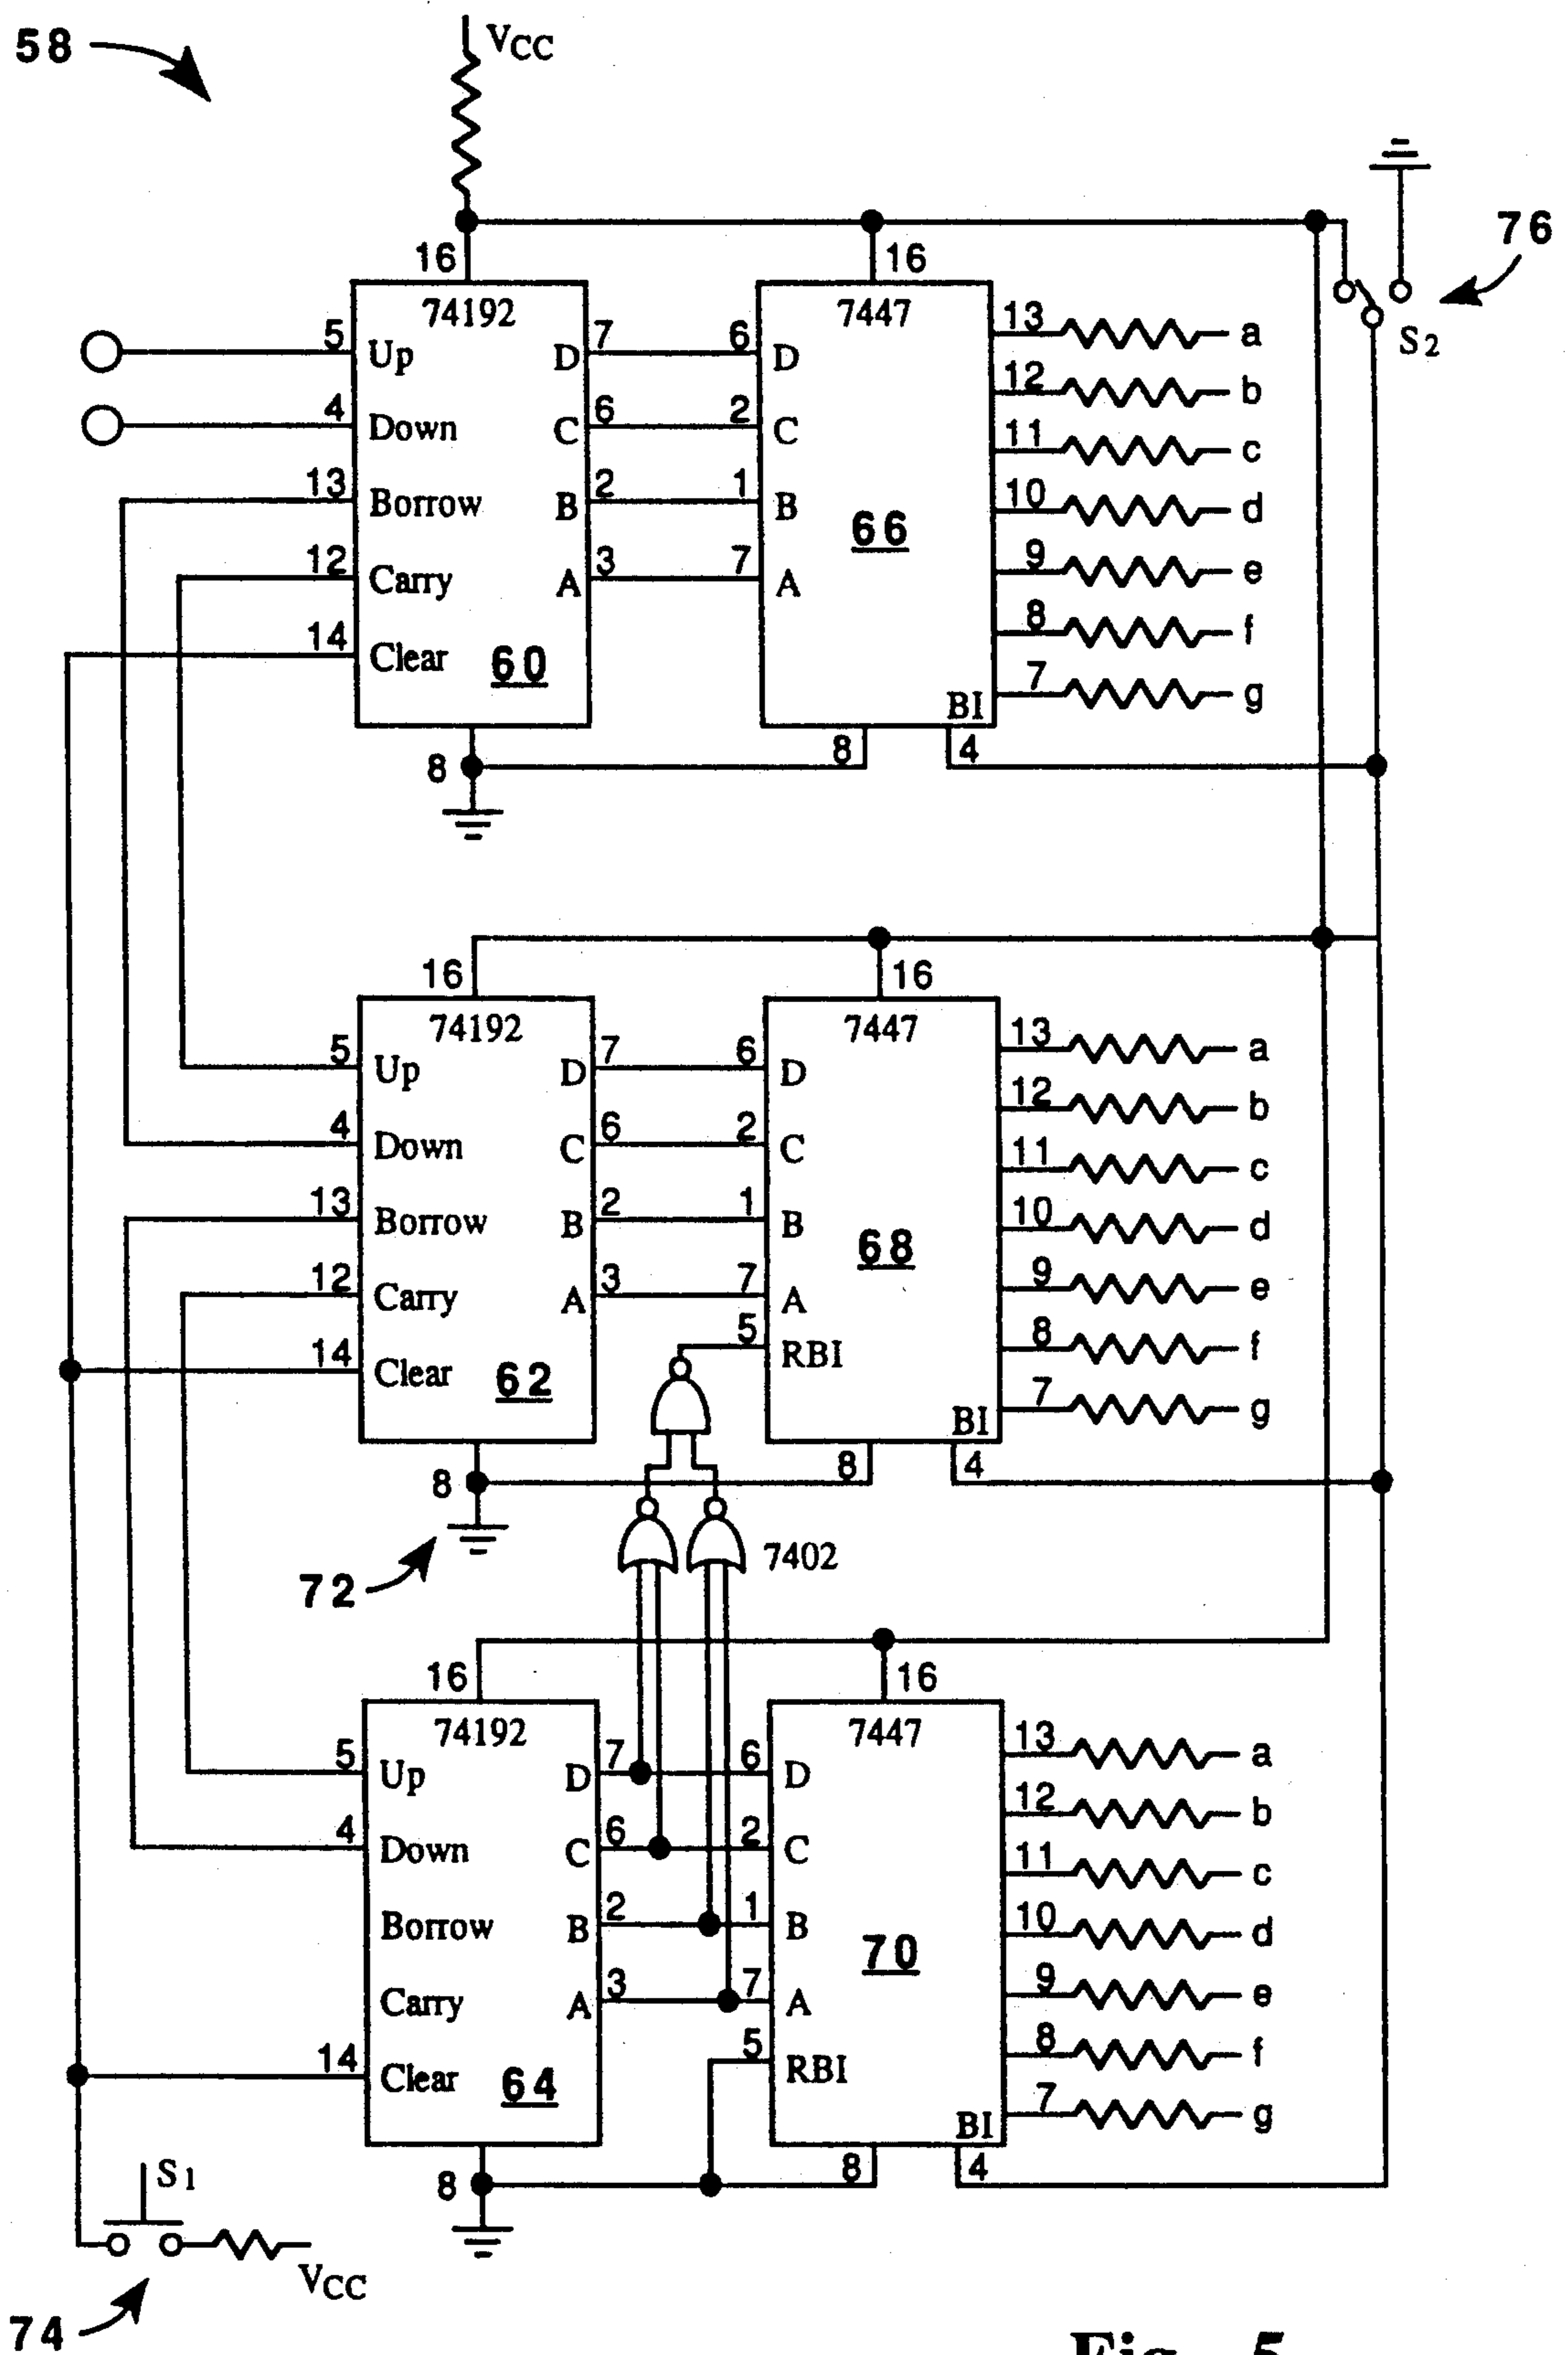 58
VCC
76
S2
16
16
74192
7447
5 Up D 7 6 D 13 a
4 Down C 6 2 C 12 b
13 Borrow B 2 1 B 11 c
12 Carry A 3 7 A 10 d
14 Clear 9 e
60
66
8 f
7 g
BI
8
8
4
16
16
74192
7447
5 Up D 7 6 D 13 a
4 Down C 6 2 C 12 b
13 Borrow B 2 1 B 11 c
12 Carry A 3 7 A 10 d
14 Clear 5 RBI 9 e
62
68
8 f
7 g
BI
8
8
4
72
7402
16
16
74192
7447
5 Up D 7 6 D 13 a
4 Down C 6 2 C 12 b
Borrow B 2 1 B 11 c
Carry A 3 7 A 10 d
14 Clear 5 RBI 9 e
64
70
8 f
7 g
BI
8
8
4
S1
VCC
74
Fig. 5